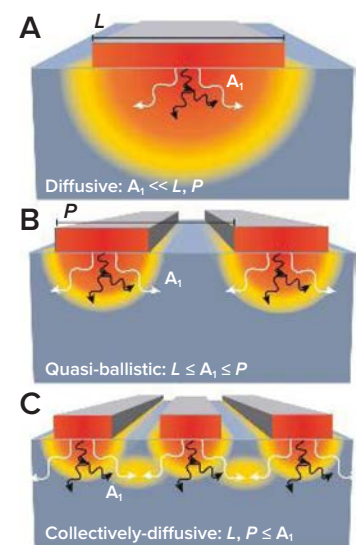 A
L
A₁
Diffusive: A₁ << L, P
B
P
A₁
Quasi-ballistic: L ≤ A₁ ≤ P
C
A₁
Collectively-diffusive: L, P ≤ A₁